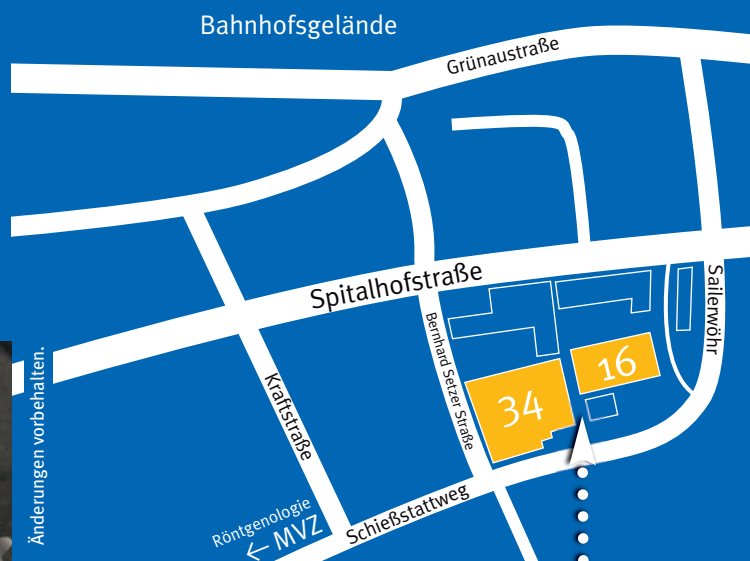 Bahnhofsgelände
Grünaustraße
Spitalhofstraße
Sailerwöhr
Bernhard Setzer Straße
16
34
Kraftstraße
Änderungen vorbehalten.
Schießstattweg
Röntgenologie
← MVZ